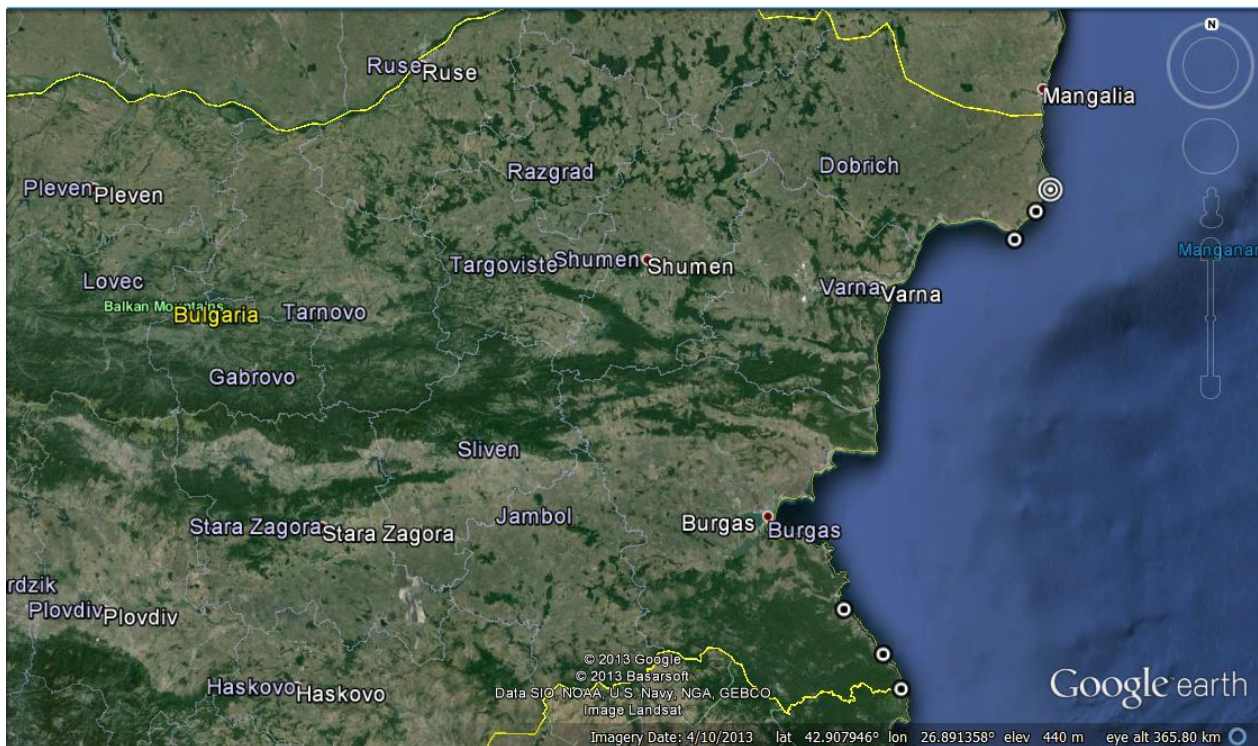 N
Ruse
Ruse
Mangalia
Razgrad
Dobrich
Pleven
Pleven
Targoviste
Shumen
Shumen
Lovec
Balkan Mountains
Bulgaria
Tarnovo
Varna
Varna
Gabrovo
Sliven
Stara Zagora
Stara Zagora
Jambol
Burgas
Burgas
rdzik
Plovdiv
Plovdiv
Haskovo
Haskovo
© 2013 Google
© 2013 Basarsoft
Data SIO, NOAA, U.S. Navy, NGA, GEBCO
Image Landsat
Google earth
Imagery Date: 4/10/2013 lat 42.907946° lon 26.891358° elev 440 m eye alt 365.80 km